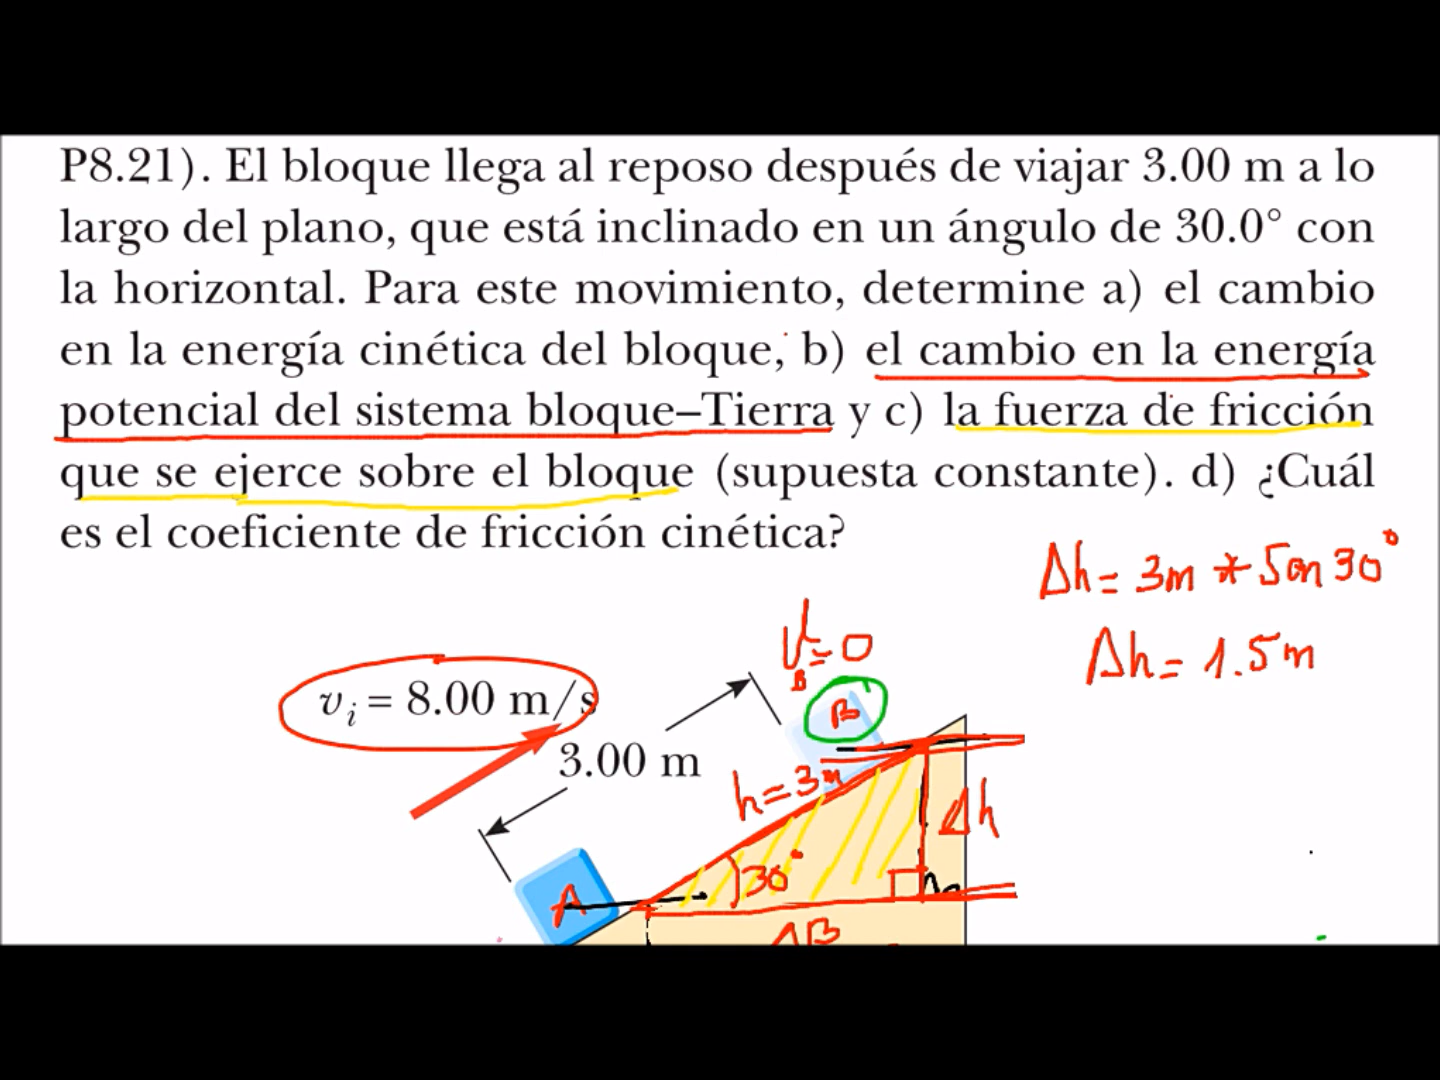 P8.21). El bloque llega al reposo después de viajar 3.00 m a lo
largo del plano, que está inclinado en un ángulo de 30.0° con
la horizontal. Para este movimiento, determine a) el cambio
en la energía cinética del bloque, b) el cambio en la energía
potencial del sistema bloque–Tierra y c) la fuerza de fricción
que se ejerce sobre el bloque (supuesta constante). d) ¿Cuál
es el coeficiente de fricción cinética?
Δh = 3m * Sen 30°
Δh = 1.5m
v_B = 0
v_i = 8.00 m/s
B
3.00 m
h = 3m
Δh
30°
A